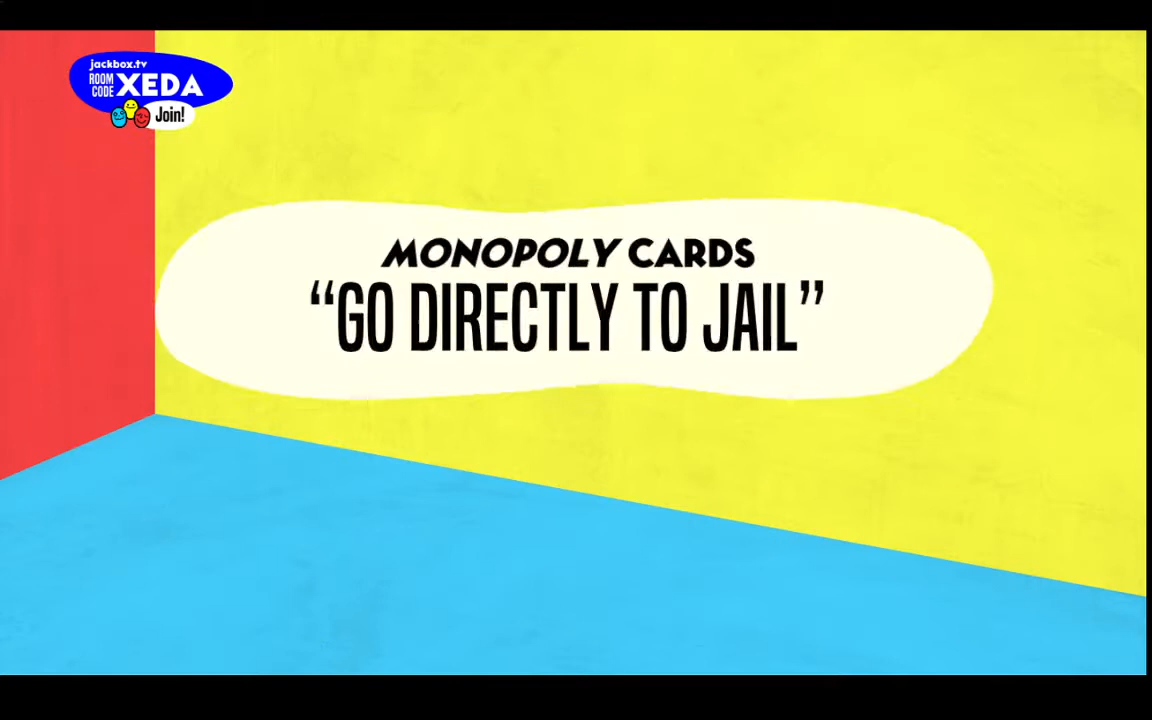 jackbox.tv
ROOM CODE XEDA
Join!
MONOPOLY CARDS
“GO DIRECTLY TO JAIL”